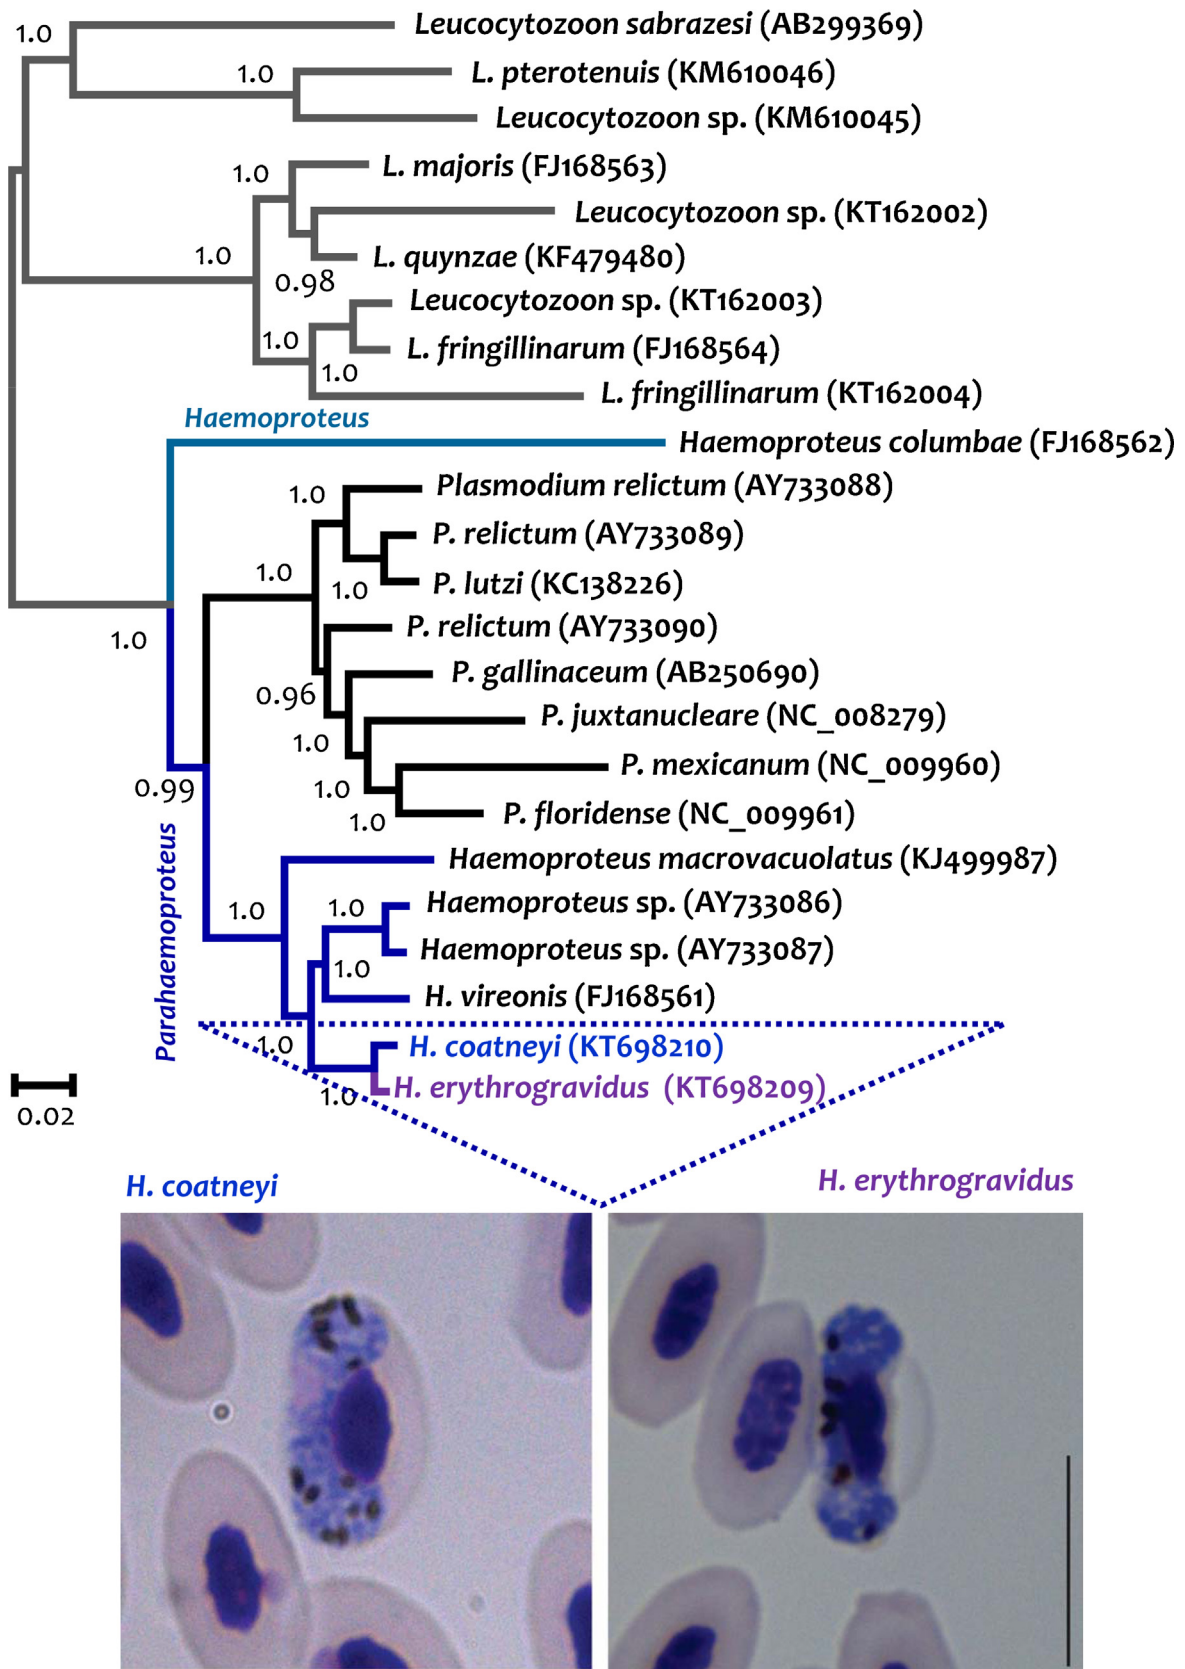 1.0
Leucocytozoon sabrazesi (AB299369)
1.0
L. pterotenuis (KM610046)
Leucocytozoon sp. (KM610045)
1.0
L. majoris (FJ168563)
Leucocytozoon sp. (KT162002)
1.0
L. quynzae (KF479480)
0.98
Leucocytozoon sp. (KT162003)
1.0
L. fringillinarum (FJ168564)
1.0
L. fringillinarum (KT162004)
Haemoproteus
Haemoproteus columbae (FJ168562)
1.0
Plasmodium relictum (AY733088)
P. relictum (AY733089)
1.0
1.0
P. lutzi (KC138226)
1.0
P. relictum (AY733090)
0.96
P. gallinaceum (AB250690)
1.0
P. juxtanucleare (NC_008279)
0.99
1.0
P. mexicanum (NC_009960)
1.0
P. floridense (NC_009961)
Parahaemoproteus
Haemoproteus macrovacuolatus (KJ499987)
1.0
1.0
Haemoproteus sp. (AY733086)
Haemoproteus sp. (AY733087)
1.0
H. vireonis (FJ168561)
1.0
H. coatneyi (KT698210)
1.0
H. erythrogravidus (KT698209)
0.02
H. coatneyi
H. erythrogravidus